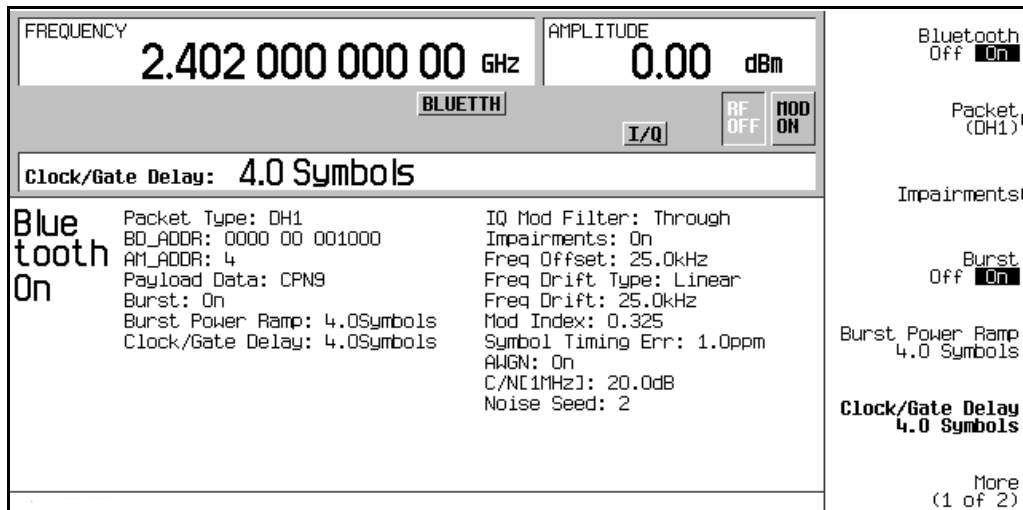 FREQUENCY
2.402 000 000 00 GHz
AMPLITUDE
0.00 dBm
BLUETTH
I/Q
RF OFF
MOD ON
Clock/Gate Delay: 4.0 Symbols
Blue
tooth
On
Packet Type: DH1
BD_ADDR: 0000 00 001000
AM_ADDR: 4
Payload Data: CPN9
Burst: On
Burst Power Ramp: 4.0Symbols
Clock/Gate Delay: 4.0Symbols
IQ Mod Filter: Through
Impairments: On
Freq Offset: 25.0kHz
Freq Drift Type: Linear
Freq Drift: 25.0kHz
Mod Index: 0.325
Symbol Timing Err: 1.0ppm
AWGN: On
C/N[1MHz]: 20.0dB
Noise Seed: 2
Bluetooth
Off On
Packet
(DH1)
Impairments
Burst
Off On
Burst Power Ramp
4.0 Symbols
Clock/Gate Delay
4.0 Symbols
More
(1 of 2)